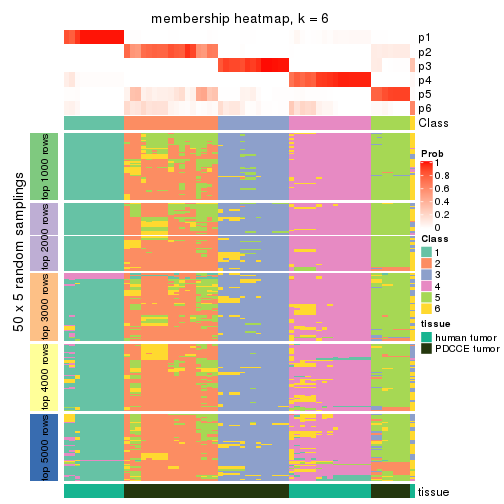 membership heatmap, k = 6
p1
p2
p3
p4
p5
p6
Class
50 x 5 random samplings
top 1000 rows
top 2000 rows
top 3000 rows
top 4000 rows
top 5000 rows
Prob
1
0.8
0.6
0.4
0.2
0
Class
1
2
3
4
5
6
tissue
human tumor
PDCCE tumor
tissue